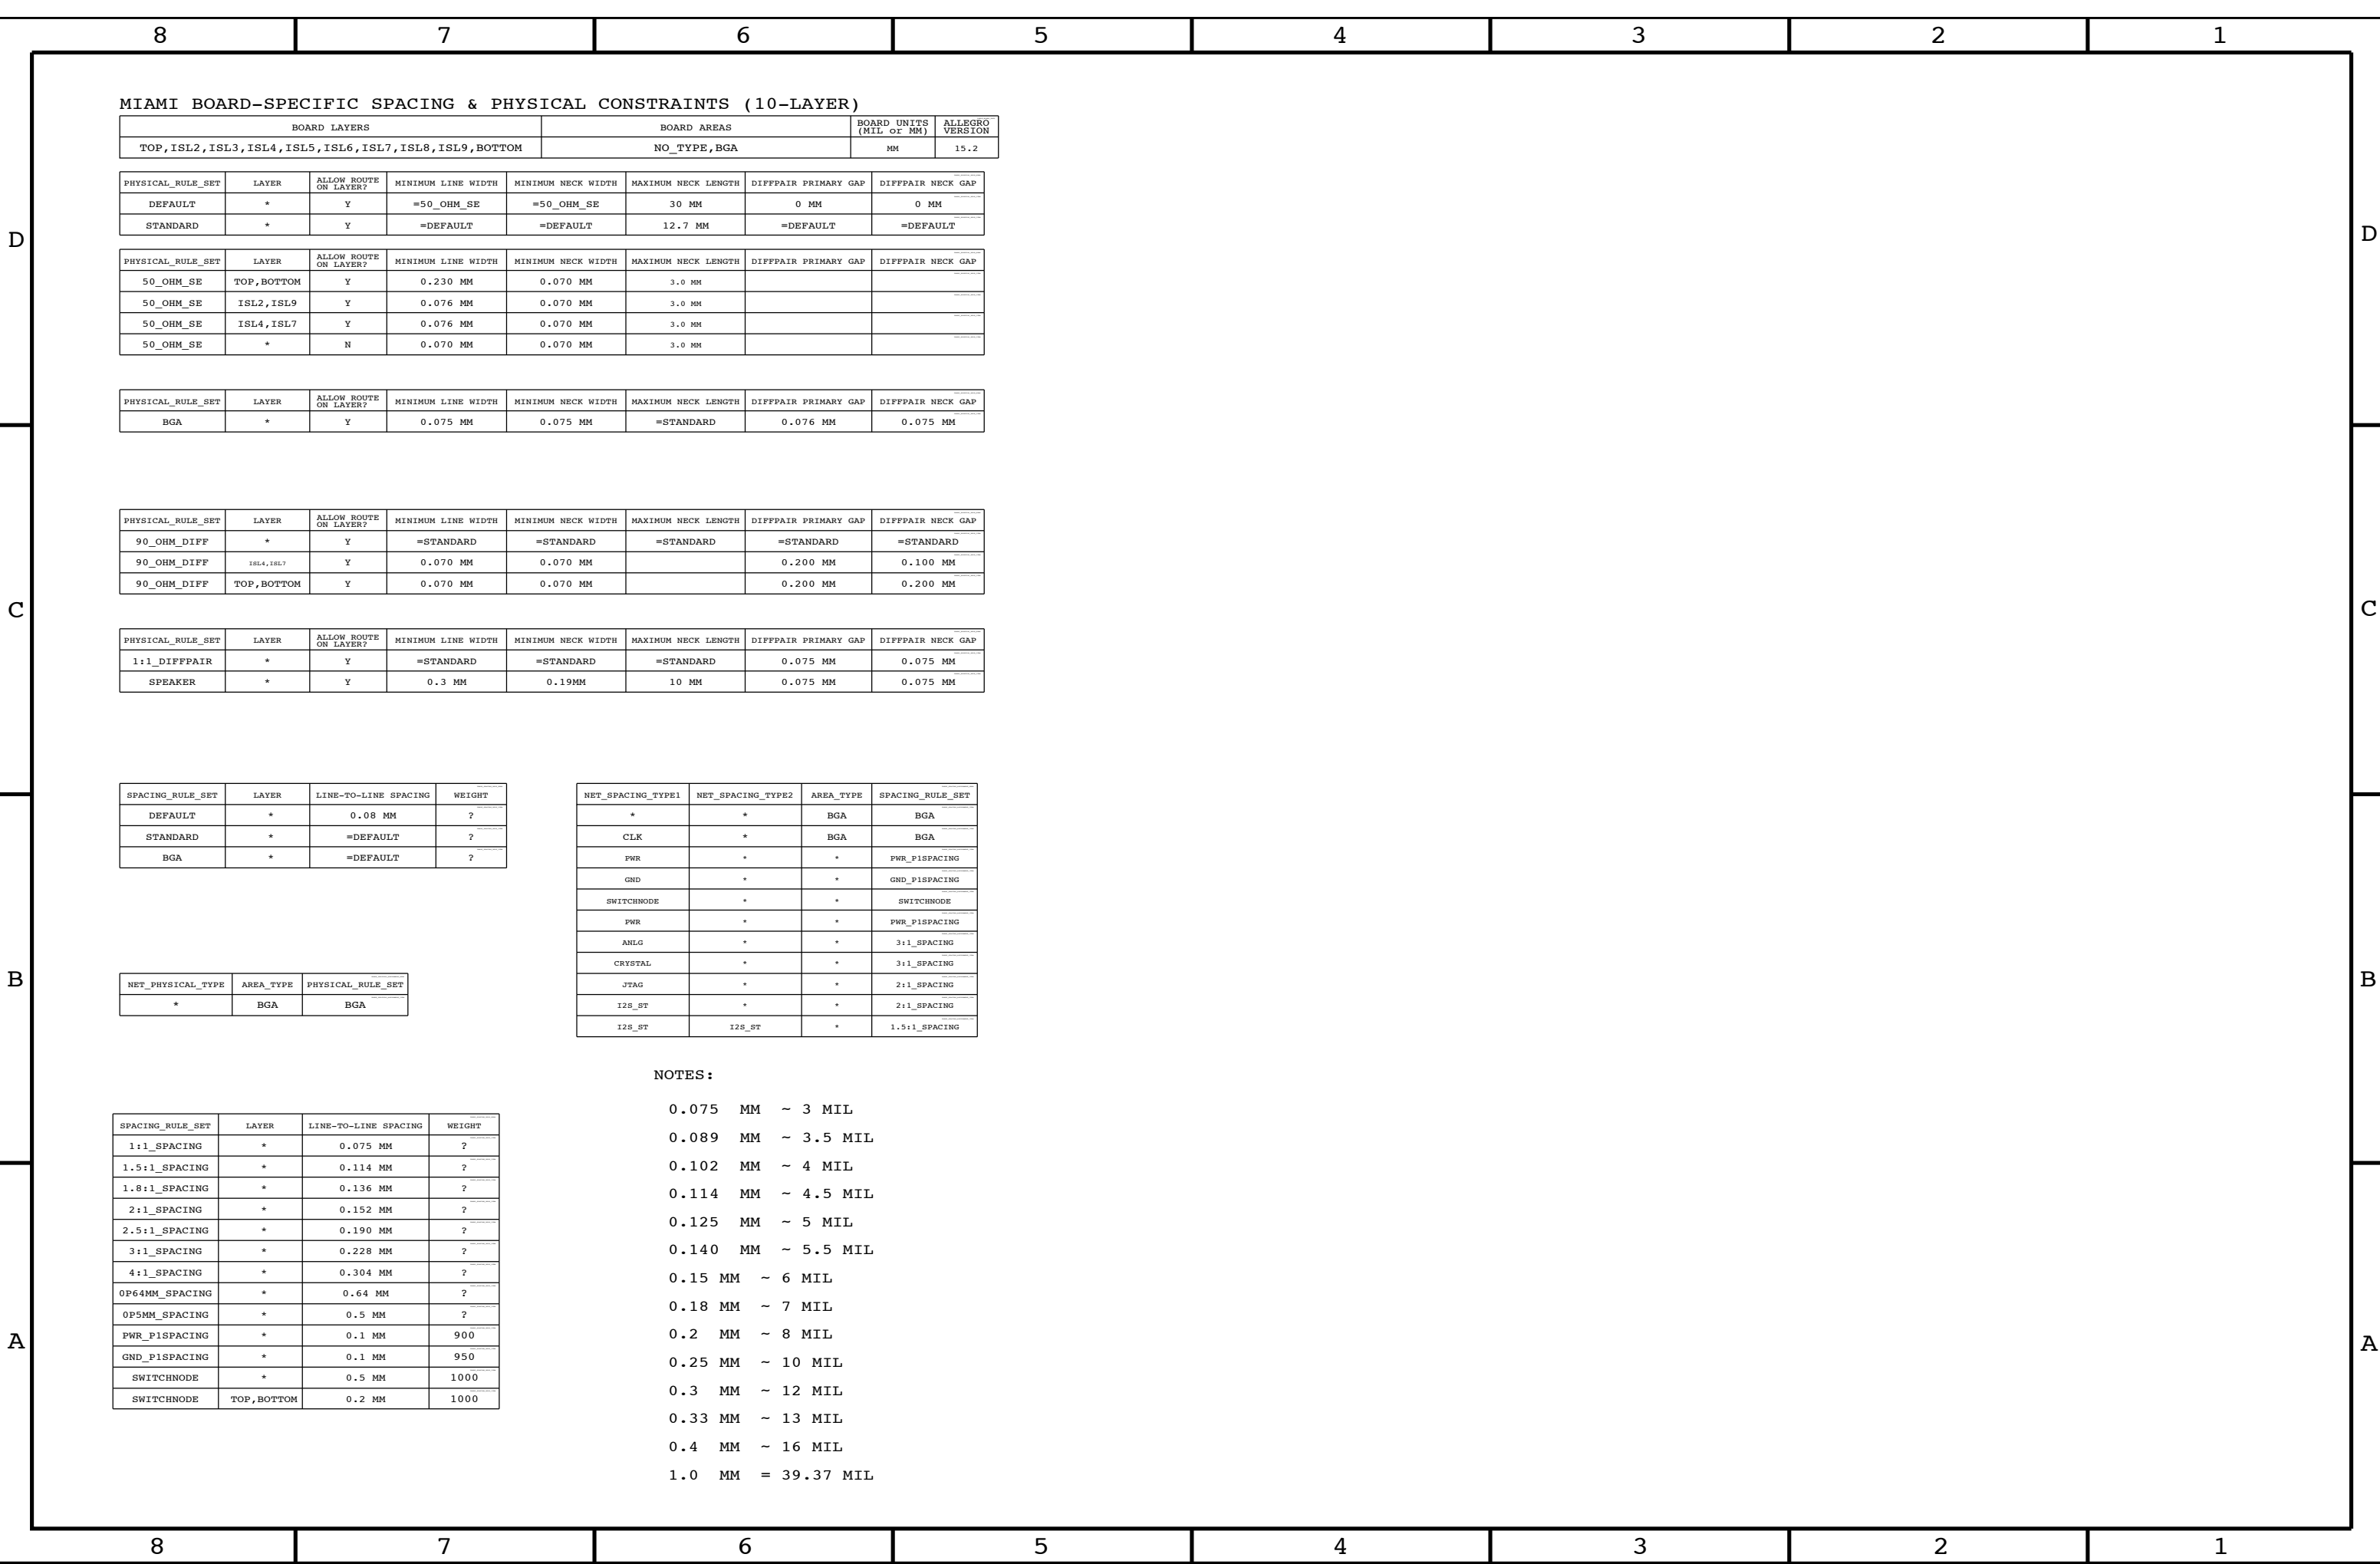 8 7 6 5 4 3 2 1
MIAMI BOARD-SPECIFIC SPACING & PHYSICAL CONSTRAINTS (10-LAYER)
BOARD LAYERS BOARD AREAS BOARD UNITS (MIL or MM) ALLEGRO VERSION
TOP,ISL2,ISL3,ISL4,ISL5,ISL6,ISL7,ISL8,ISL9,BOTTOM NO_TYPE,BGA MM 15.2
PHYSICAL_RULE_SET LAYER ALLOW ROUTE ON LAYER? MINIMUM LINE WIDTH MINIMUM NECK WIDTH MAXIMUM NECK LENGTH DIFFPAIR PRIMARY GAP DIFFPAIR NECK GAP
DEFAULT * Y =50_OHM_SE =50_OHM_SE 30 MM 0 MM 0 MM
STANDARD * Y =DEFAULT =DEFAULT 12.7 MM =DEFAULT =DEFAULT
D D
PHYSICAL_RULE_SET LAYER ALLOW ROUTE ON LAYER? MINIMUM LINE WIDTH MINIMUM NECK WIDTH MAXIMUM NECK LENGTH DIFFPAIR PRIMARY GAP DIFFPAIR NECK GAP
50_OHM_SE TOP,BOTTOM Y 0.230 MM 0.070 MM 3.0 MM
50_OHM_SE ISL2,ISL9 Y 0.076 MM 0.070 MM 3.0 MM
50_OHM_SE ISL4,ISL7 Y 0.076 MM 0.070 MM 3.0 MM
50_OHM_SE * N 0.070 MM 0.070 MM 3.0 MM
PHYSICAL_RULE_SET LAYER ALLOW ROUTE ON LAYER? MINIMUM LINE WIDTH MINIMUM NECK WIDTH MAXIMUM NECK LENGTH DIFFPAIR PRIMARY GAP DIFFPAIR NECK GAP
BGA * Y 0.075 MM 0.075 MM =STANDARD 0.076 MM 0.075 MM
PHYSICAL_RULE_SET LAYER ALLOW ROUTE ON LAYER? MINIMUM LINE WIDTH MINIMUM NECK WIDTH MAXIMUM NECK LENGTH DIFFPAIR PRIMARY GAP DIFFPAIR NECK GAP
90_OHM_DIFF * Y =STANDARD =STANDARD =STANDARD =STANDARD =STANDARD
90_OHM_DIFF ISL4,ISL7 Y 0.070 MM 0.070 MM 0.200 MM 0.100 MM
90_OHM_DIFF TOP,BOTTOM Y 0.070 MM 0.070 MM 0.200 MM 0.200 MM
C C
PHYSICAL_RULE_SET LAYER ALLOW ROUTE ON LAYER? MINIMUM LINE WIDTH MINIMUM NECK WIDTH MAXIMUM NECK LENGTH DIFFPAIR PRIMARY GAP DIFFPAIR NECK GAP
1:1_DIFFPAIR * Y =STANDARD =STANDARD =STANDARD 0.075 MM 0.075 MM
SPEAKER * Y 0.3 MM 0.19MM 10 MM 0.075 MM 0.075 MM
SPACING_RULE_SET LAYER LINE-TO-LINE SPACING WEIGHT
DEFAULT * 0.08 MM ?
STANDARD * =DEFAULT ?
BGA * =DEFAULT ?
NET_SPACING_TYPE1 NET_SPACING_TYPE2 AREA_TYPE SPACING_RULE_SET
* * BGA BGA
CLK * BGA BGA
PWR * * PWR_P1SPACING
GND * * GND_P1SPACING
SWITCHNODE * * SWITCHNODE
PWR * * PWR_P1SPACING
ANLG * * 3:1_SPACING
CRYSTAL * * 3:1_SPACING
JTAG * * 2:1_SPACING
I2S_ST * * 2:1_SPACING
I2S_ST I2S_ST * 1.5:1_SPACING
B B
NET_PHYSICAL_TYPE AREA_TYPE PHYSICAL_RULE_SET
* BGA BGA
SPACING_RULE_SET LAYER LINE-TO-LINE SPACING WEIGHT
1:1_SPACING * 0.075 MM ?
1.5:1_SPACING * 0.114 MM ?
1.8:1_SPACING * 0.136 MM ?
2:1_SPACING * 0.152 MM ?
2.5:1_SPACING * 0.190 MM ?
3:1_SPACING * 0.228 MM ?
4:1_SPACING * 0.304 MM ?
0P64MM_SPACING * 0.64 MM ?
0P5MM_SPACING * 0.5 MM ?
PWR_P1SPACING * 0.1 MM 900
GND_P1SPACING * 0.1 MM 950
SWITCHNODE * 0.5 MM 1000
SWITCHNODE TOP,BOTTOM 0.2 MM 1000
NOTES:
0.075 MM ~ 3 MIL
0.089 MM ~ 3.5 MIL
0.102 MM ~ 4 MIL
0.114 MM ~ 4.5 MIL
0.125 MM ~ 5 MIL
0.140 MM ~ 5.5 MIL
0.15 MM ~ 6 MIL
0.18 MM ~ 7 MIL
0.2 MM ~ 8 MIL
0.25 MM ~ 10 MIL
0.3 MM ~ 12 MIL
0.33 MM ~ 13 MIL
0.4 MM ~ 16 MIL
1.0 MM = 39.37 MIL
A A
8 7 6 5 4 3 2 1